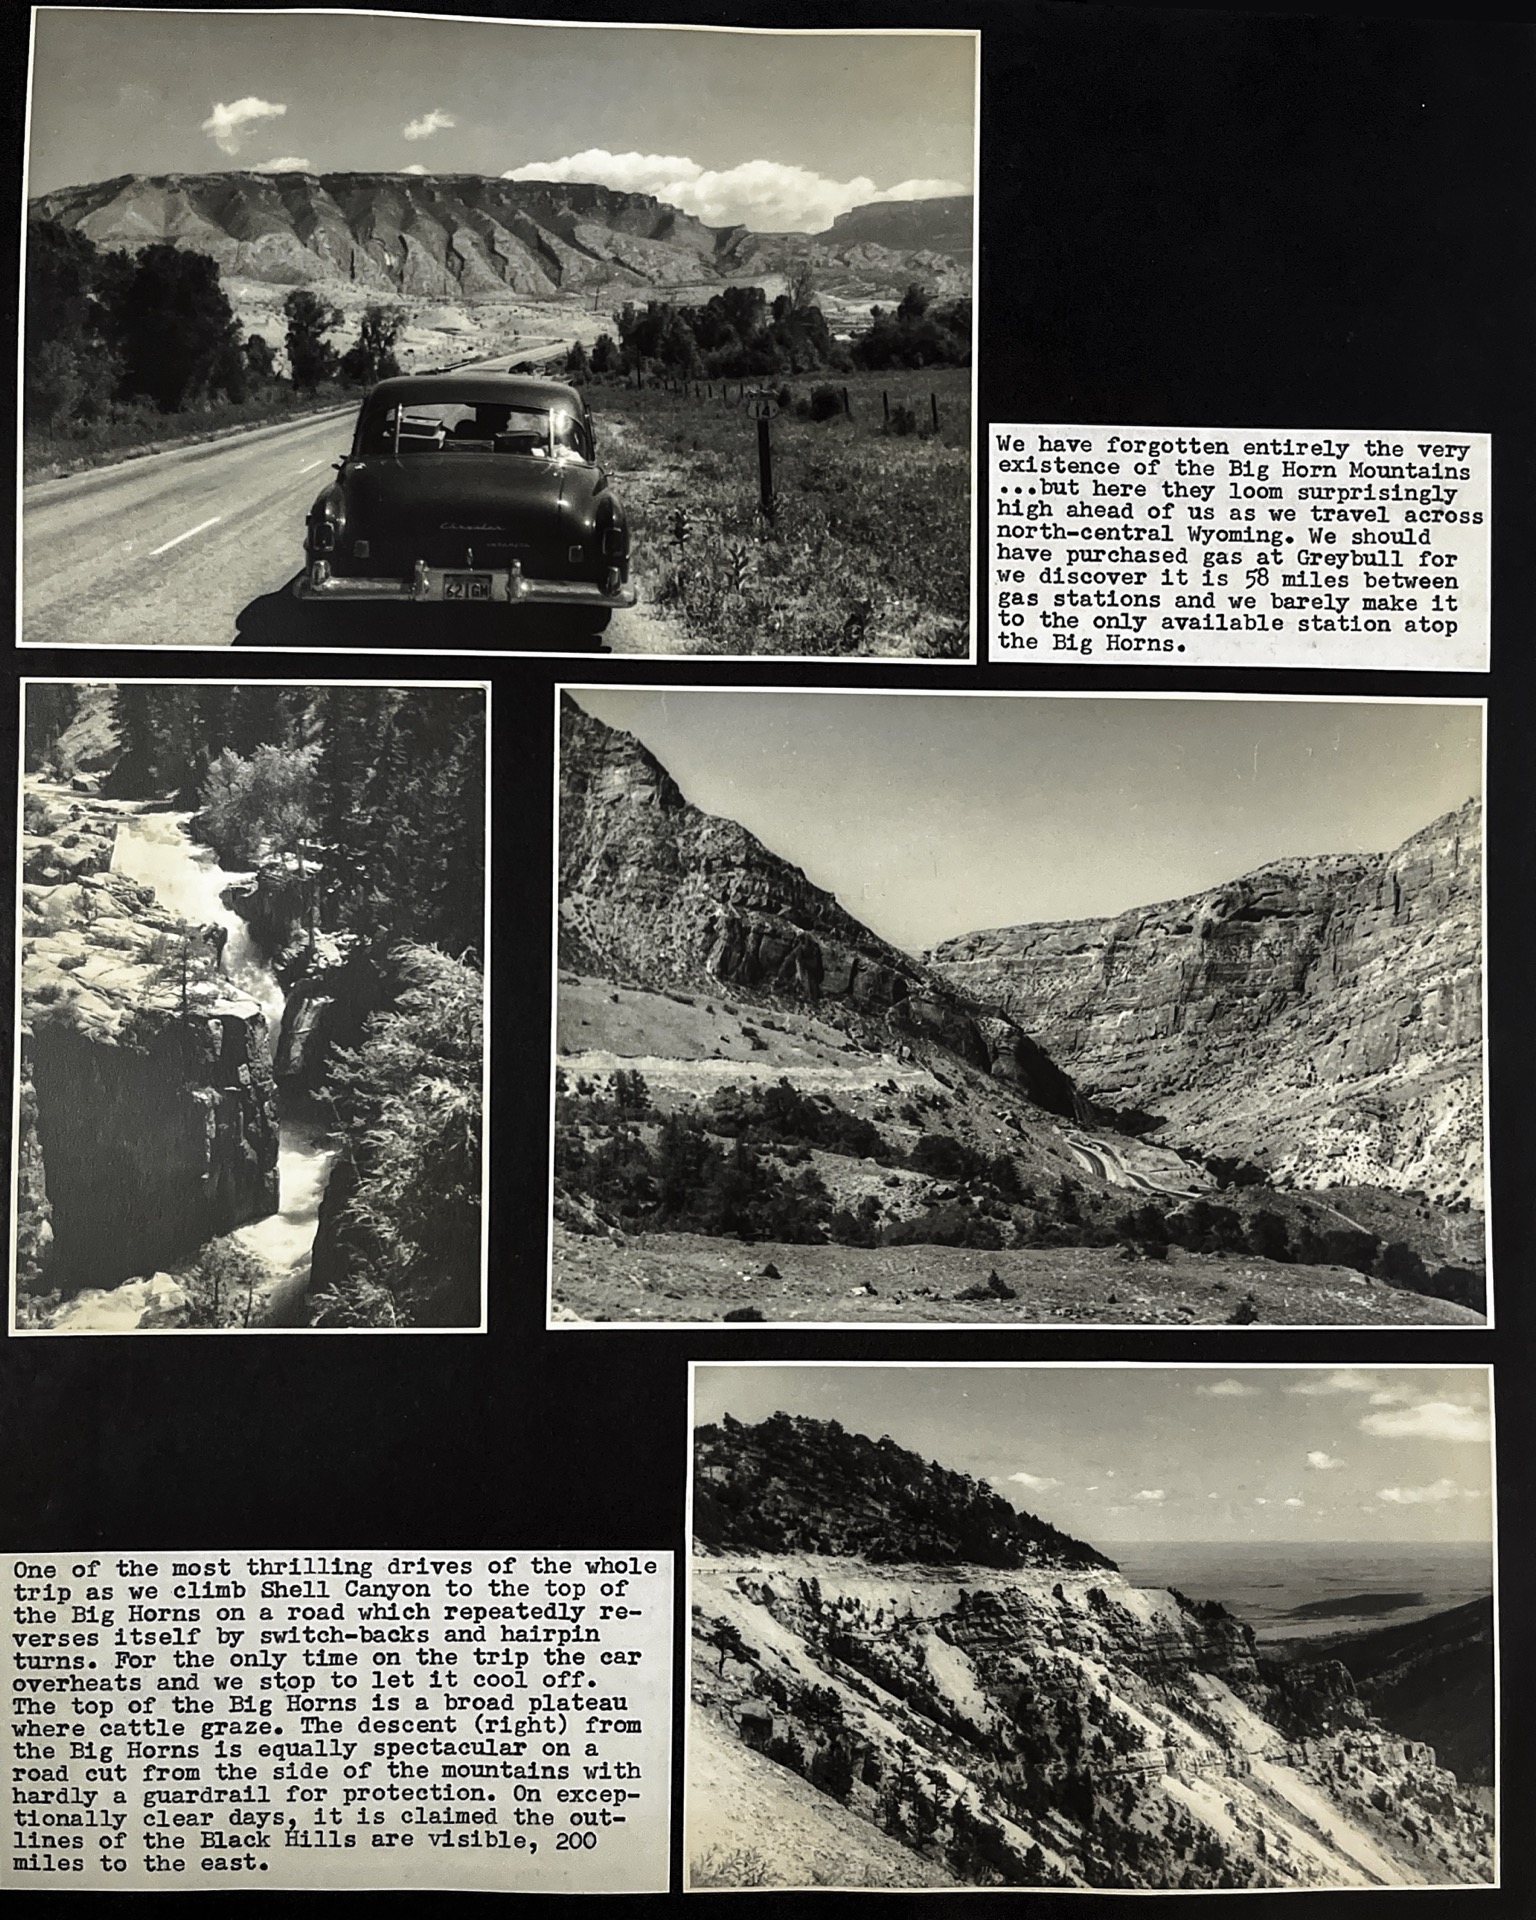 14
Chrysler
621GM
We have forgotten entirely the very
existence of the Big Horn Mountains
...but here they loom surprisingly
high ahead of us as we travel across
north-central Wyoming. We should
have purchased gas at Greybull for
we discover it is 58 miles between
gas stations and we barely make it
to the only available station atop
the Big Horns.
One of the most thrilling drives of the whole
trip as we climb Shell Canyon to the top of
the Big Horns on a road which repeatedly re-
verses itself by switch-backs and hairpin
turns. For the only time on the trip the car
overheats and we stop to let it cool off.
The top of the Big Horns is a broad plateau
where cattle graze. The descent (right) from
the Big Horns is equally spectacular on a
road cut from the side of the mountains with
hardly a guardrail for protection. On excep-
tionally clear days, it is claimed the out-
lines of the Black Hills are visible, 200
miles to the east.